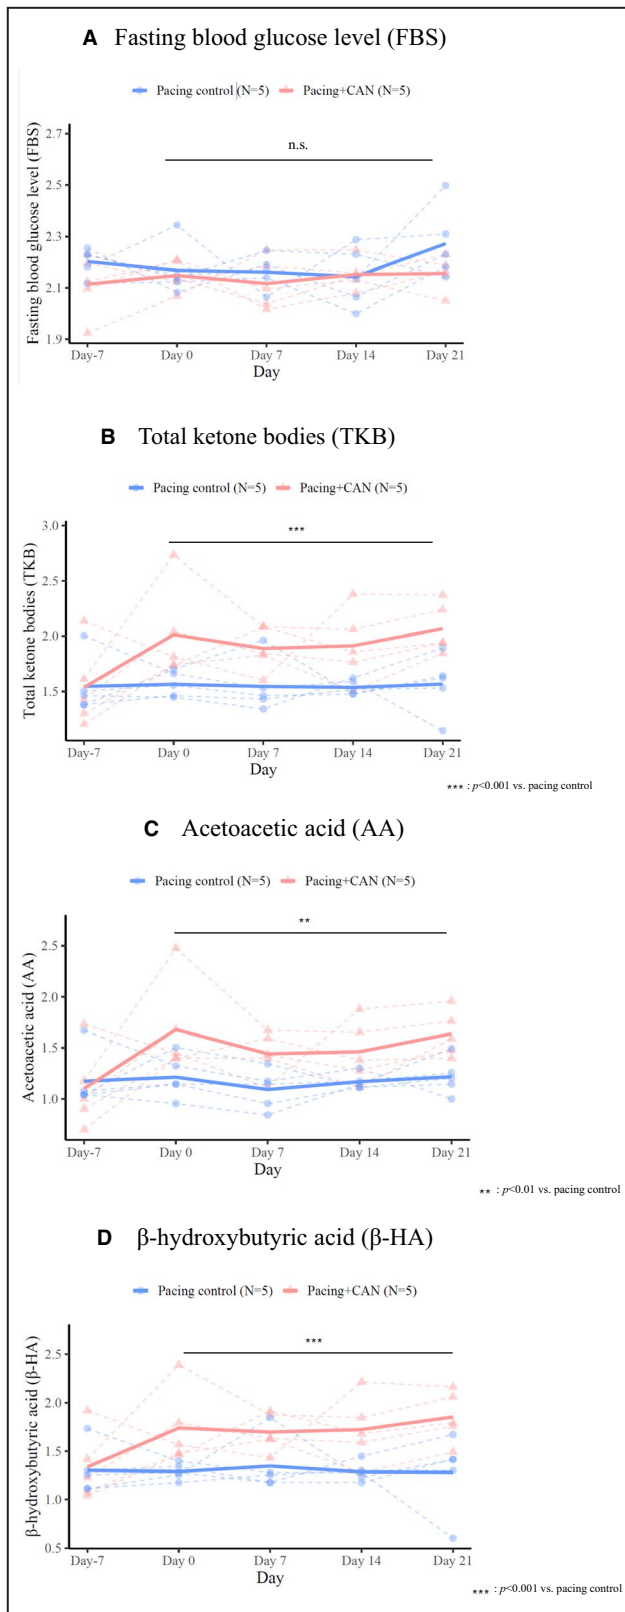 A Fasting blood glucose level (FBS)
Pacing control (N=5) Pacing+CAN (N=5)
n.s.
Fasting blood glucose level (FBS)
2.7
2.5
2.3
2.1
1.9
Day-7 Day 0 Day 7 Day 14 Day 21
Day
B Total ketone bodies (TKB)
Pacing control (N=5) Pacing+CAN (N=5)
***
Total ketone bodies (TKB)
3.0
2.5
2.0
1.5
Day-7 Day 0 Day 7 Day 14 Day 21
Day
*** : p<0.001 vs. pacing control
C Acetoacetic acid (AA)
Pacing control (N=5) Pacing+CAN (N=5)
**
Acetoacetic acid (AA)
2.5
2.0
1.5
1.0
Day-7 Day 0 Day 7 Day 14 Day 21
Day
** : p<0.01 vs. pacing control
D β-hydroxybutyric acid (β-HA)
Pacing control (N=5) Pacing+CAN (N=5)
***
β-hydroxybutyric acid (β-HA)
2.5
2.0
1.5
1.0
0.5
Day-7 Day 0 Day 7 Day 14 Day 21
Day
*** : p<0.001 vs. pacing control